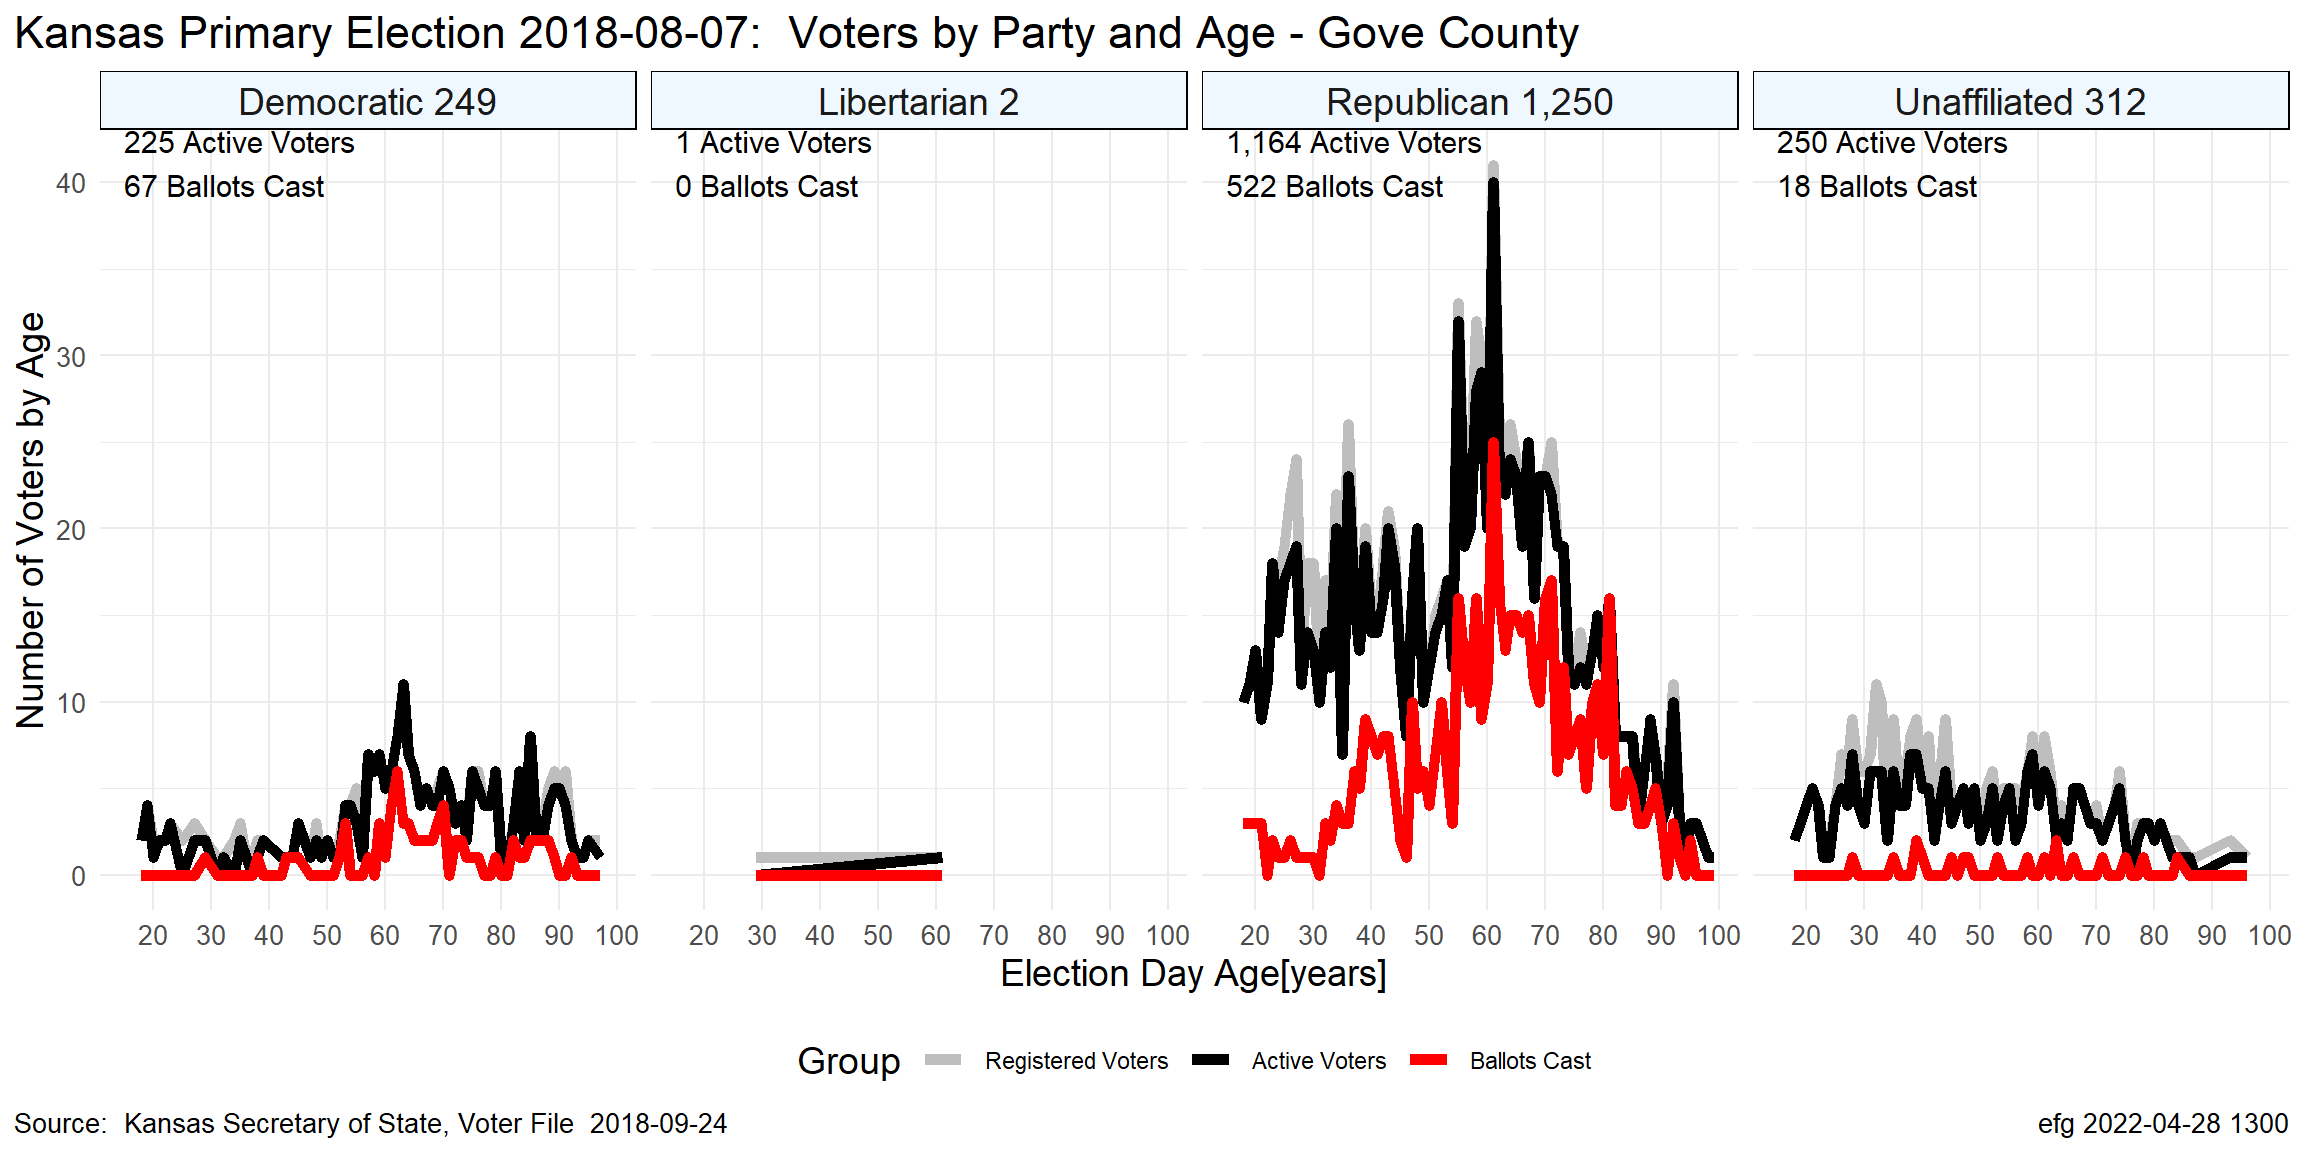 Kansas Primary Election 2018-08-07:  Voters by Party and Age - Gove County
Democratic 249
Libertarian 2
Republican 1,250
Unaffiliated 312
225 Active Voters
67 Ballots Cast
1 Active Voters
0 Ballots Cast
1,164 Active Voters
522 Ballots Cast
250 Active Voters
18 Ballots Cast
Number of Voters by Age
40
30
20
10
0
20 30 40 50 60 70 80 90 100
20 30 40 50 60 70 80 90 100
20 30 40 50 60 70 80 90 100
20 30 40 50 60 70 80 90 100
Election Day Age[years]
Group Registered Voters Active Voters Ballots Cast
Source:  Kansas Secretary of State, Voter File  2018-09-24
efg 2022-04-28 1300